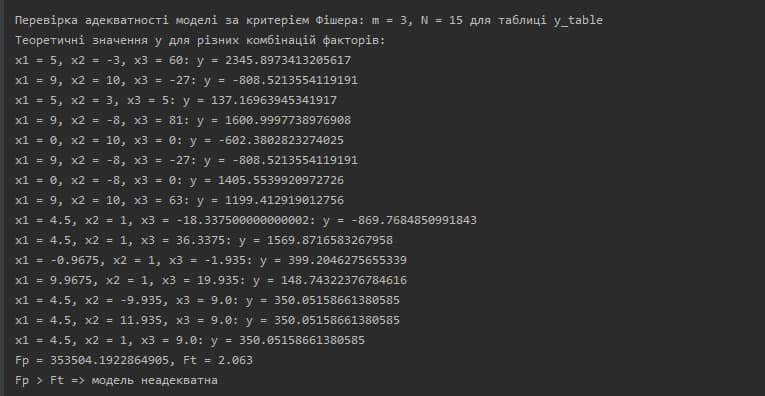 Перевірка адекватності моделі за критерієм Фішера: m = 3, N = 15 для таблиці y_table
Теоретичні значення y для різних комбінацій факторів:
x1 = 5, x2 = -3, x3 = 60: y = 2345.8973413205617
x1 = 9, x2 = 10, x3 = -27: y = -808.5213554119191
x1 = 5, x2 = 3, x3 = 5: y = 137.16963945341917
x1 = 9, x2 = -8, x3 = 81: y = 1600.9997738976908
x1 = 0, x2 = 10, x3 = 0: y = -602.3802823274025
x1 = 9, x2 = -8, x3 = -27: y = -808.5213554119191
x1 = 0, x2 = -8, x3 = 0: y = 1405.5539920972726
x1 = 9, x2 = 10, x3 = 63: y = 1199.412919012756
x1 = 4.5, x2 = 1, x3 = -18.337500000000002: y = -869.7684850991843
x1 = 4.5, x2 = 1, x3 = 36.3375: y = 1569.8716583267958
x1 = -0.9675, x2 = 1, x3 = -1.935: y = 399.2046275655339
x1 = 9.9675, x2 = 1, x3 = 19.935: y = 148.74322376784616
x1 = 4.5, x2 = -9.935, x3 = 9.0: y = 350.05158661380585
x1 = 4.5, x2 = 11.935, x3 = 9.0: y = 350.05158661380585
x1 = 4.5, x2 = 1, x3 = 9.0: y = 350.05158661380585
Fp = 353504.1922864905, Ft = 2.063
Fp > Ft => модель неадекватна